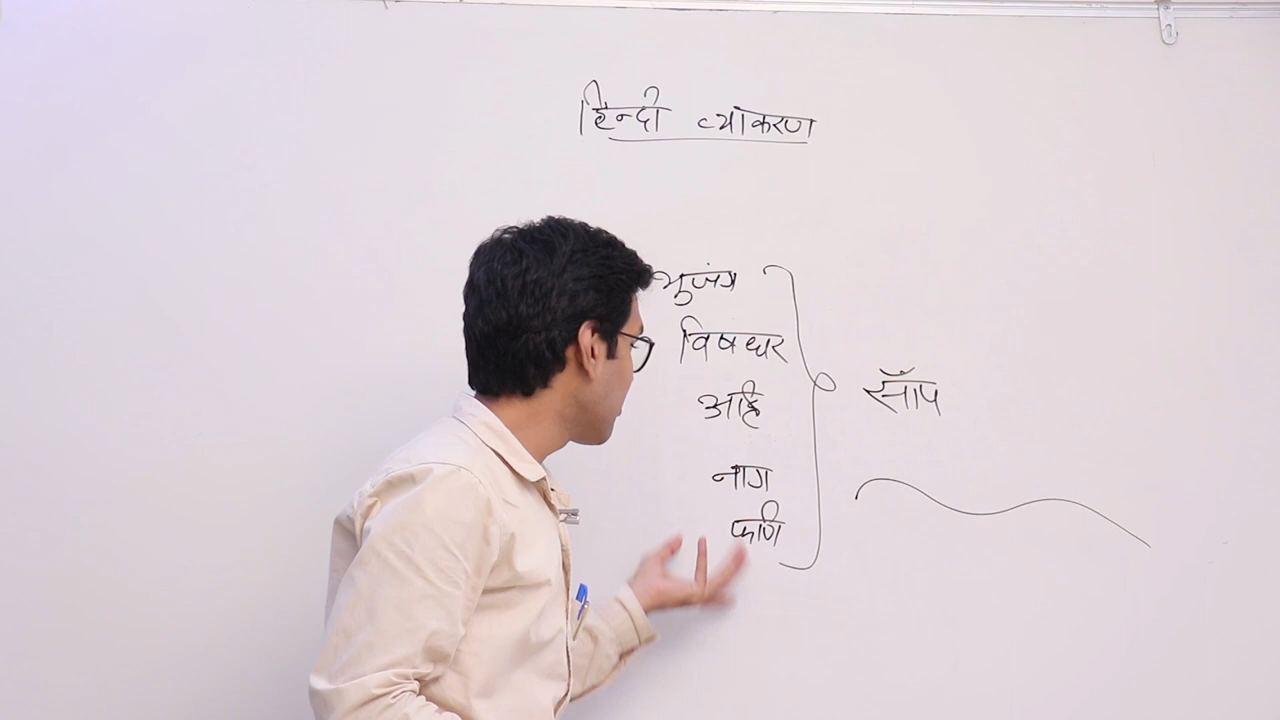 हिन्दी व्याकरण
भुजंग
विषधर
अहि
साँप
नाग
फणि